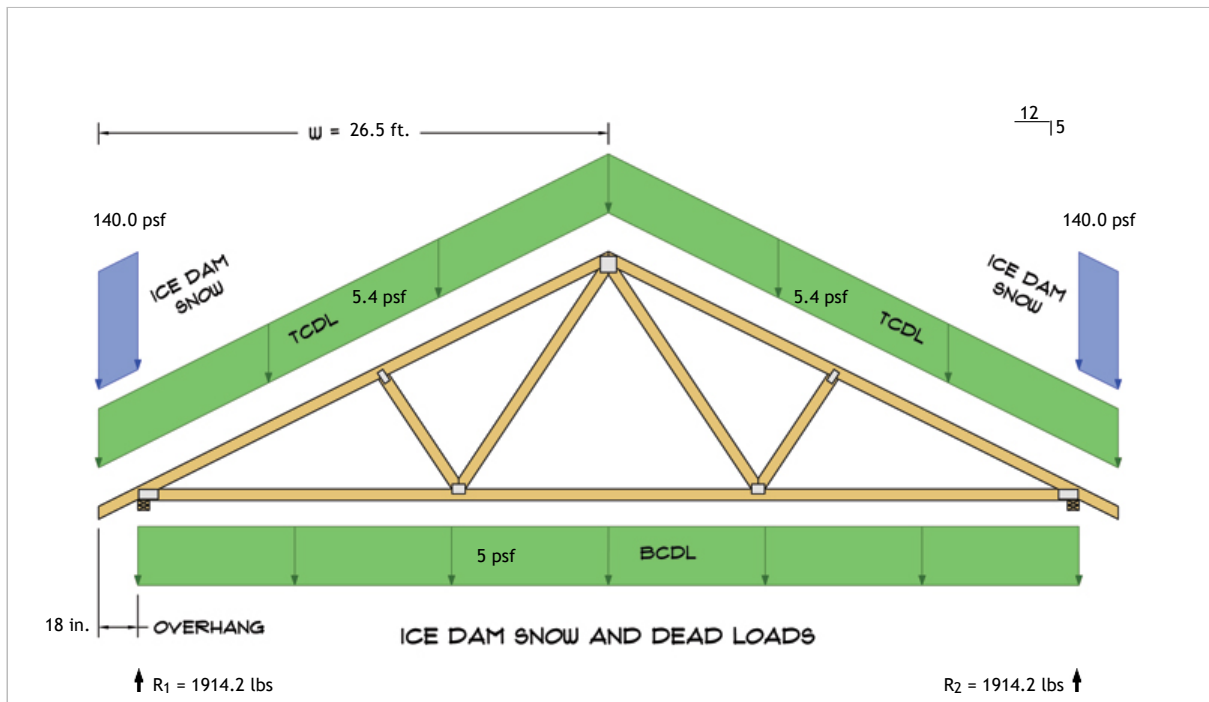 12
5
W = 26.5 ft.
140.0 psf
140.0 psf
ICE DAM
SNOW
ICE DAM
SNOW
5.4 psf
5.4 psf
TCDL
TCDL
5 psf
BCDL
18 in.
OVERHANG
ICE DAM SNOW AND DEAD LOADS
R1 = 1914.2 lbs
R2 = 1914.2 lbs